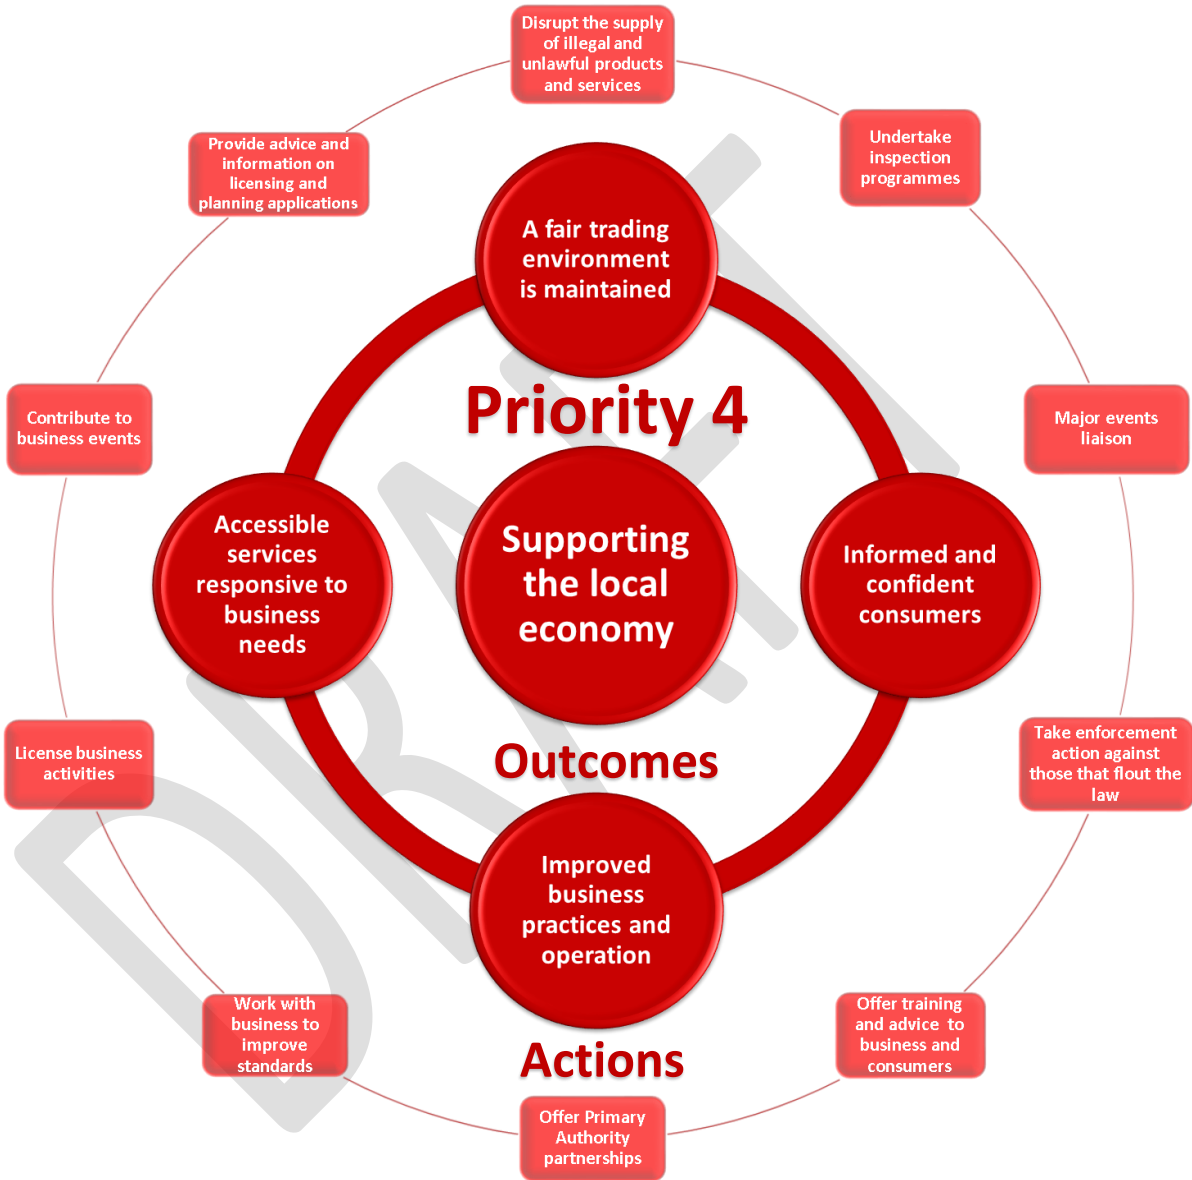 Disrupt the supply
of illegal and
unlawful products
and services
Undertake
inspection
programmes
Major events
liaison
Take enforcement
action against
those that flout the
law
Offer training
and advice to
business and
consumers
Offer Primary
Authority
partnerships
Work with
business to
improve
standards
License business
activities
Contribute to
business events
Provide advice and
information on
licensing and
planning applications
A fair trading
environment
is maintained
Priority 4
Supporting
the local
economy
Informed and
confident
consumers
Accessible
services
responsive to
business
needs
Outcomes
Improved
business
practices and
operation
Actions
DRAFT